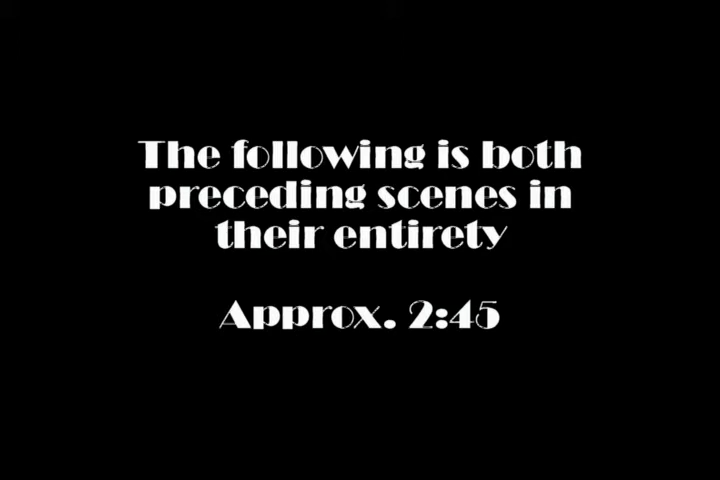 The following is both
preceding scenes in
their entirety
Approx. 2:45